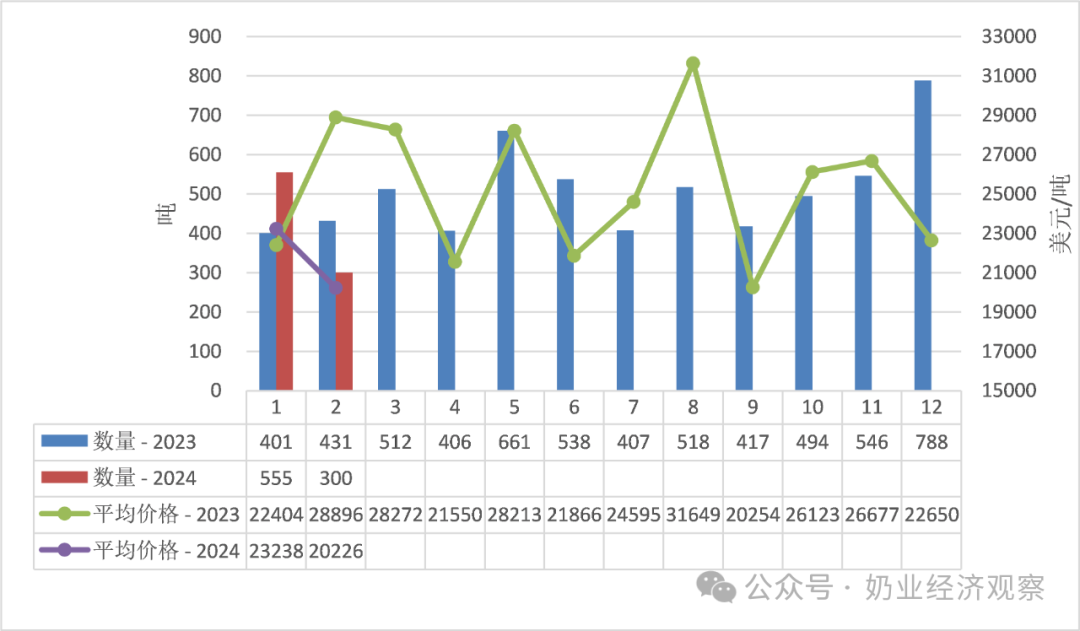 900 33000
800 31000
700 29000
600 27000
500 25000
400 23000
300 21000
200 19000
100 17000
0 15000
吨
美元/吨
1 2 3 4 5 6 7 8 9 10 11 12
数量 - 2023 401 431 512 406 661 538 407 518 417 494 546 788
数量 - 2024 555 300
平均价格 - 2023 22404 28896 28272 21550 28213 21866 24595 31649 20254 26123 26677 22650
平均价格 - 2024 23238 20226
公众号 · 奶业经济观察